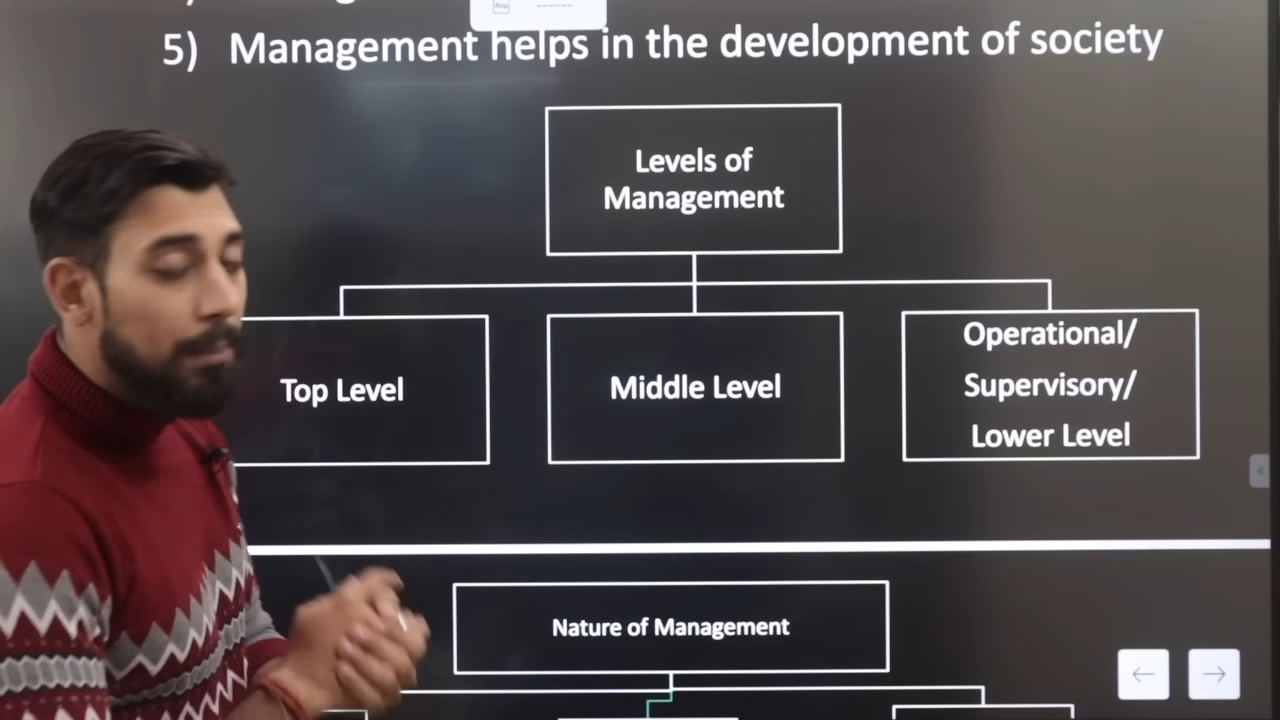 5) Management helps in the development of society
Levels of
Management
Top Level
Middle Level
Operational/
Supervisory/
Lower Level
Nature of Management